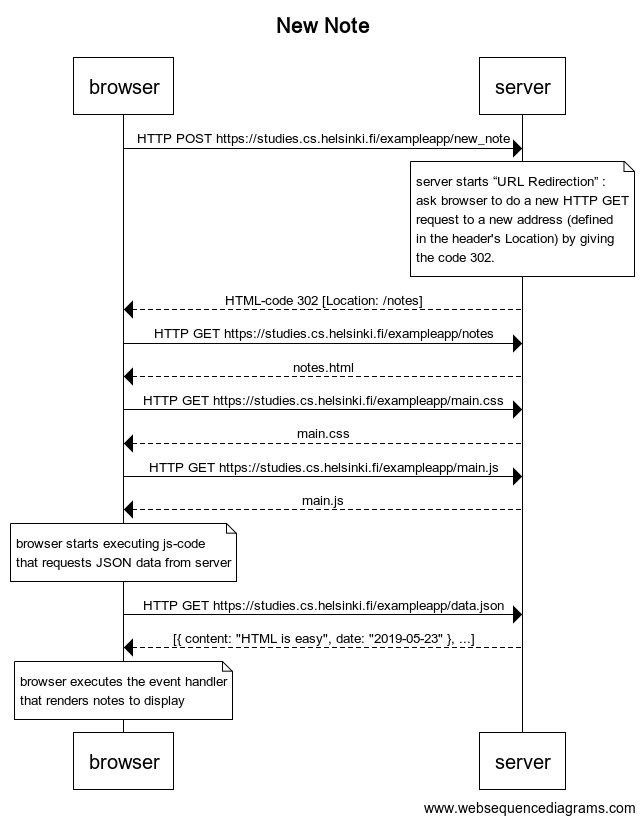 New Note
browser
server
HTTP POST https://studies.cs.helsinki.fi/exampleapp/new_note
server starts “URL Redirection” :
ask browser to do a new HTTP GET
request to a new address (defined
in the header's Location) by giving
the code 302.
HTML-code 302 [Location: /notes]
HTTP GET https://studies.cs.helsinki.fi/exampleapp/notes
notes.html
HTTP GET https://studies.cs.helsinki.fi/exampleapp/main.css
main.css
HTTP GET https://studies.cs.helsinki.fi/exampleapp/main.js
main.js
browser starts executing js-code
that requests JSON data from server
HTTP GET https://studies.cs.helsinki.fi/exampleapp/data.json
[{ content: "HTML is easy", date: "2019-05-23" }, ...]
browser executes the event handler
that renders notes to display
browser
server
www.websequencediagrams.com